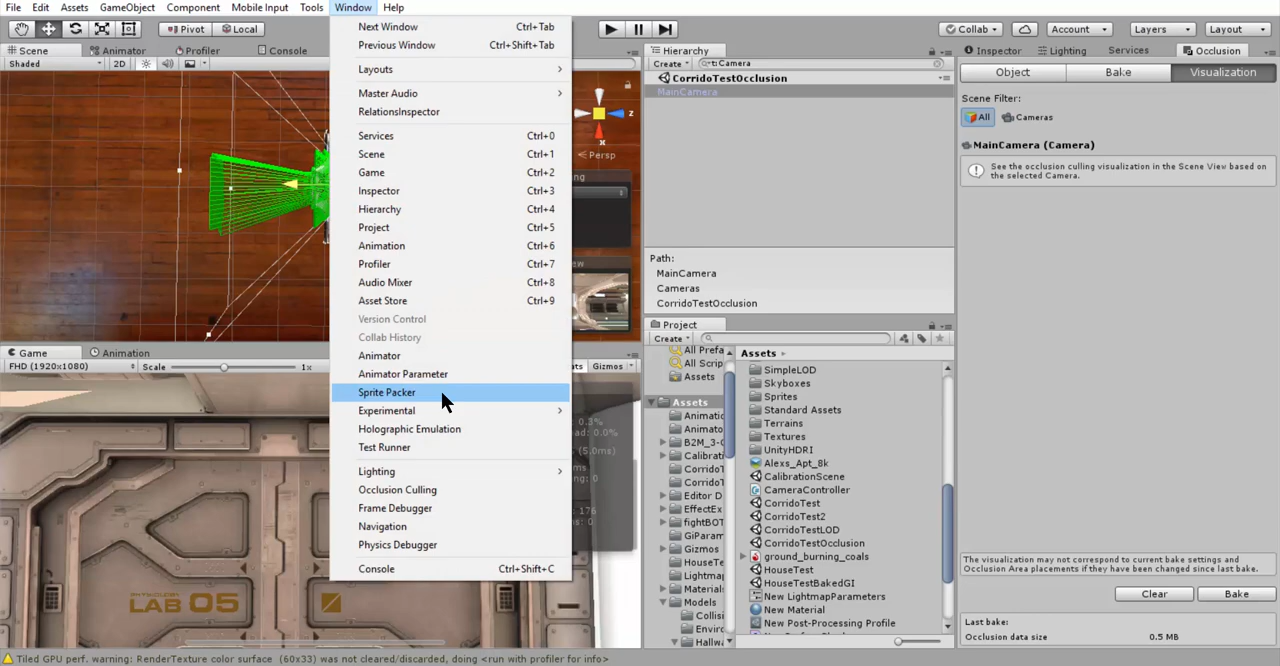 File Edit Assets GameObject Component Mobile Input Tools Window Help
Pivot Local
Collab Account Layers Layout
Scene Animator Profiler Console
Shaded 2D
Next Window Ctrl+Tab
Previous Window Ctrl+Shift+Tab
Layouts
Master Audio
RelationsInspector
Services Ctrl+0
Scene Ctrl+1
Game Ctrl+2
Inspector Ctrl+3
Hierarchy Ctrl+4
Project Ctrl+5
Animation Ctrl+6
Profiler Ctrl+7
Audio Mixer Ctrl+8
Asset Store Ctrl+9
Version Control
Collab History
Animator
Animator Parameter
Sprite Packer
Experimental
Holographic Emulation
Test Runner
Lighting
Occlusion Culling
Frame Debugger
Navigation
Physics Debugger
Console Ctrl+Shift+C
z
x
Persp
Game Animation
FHD (1920x1080) Scale 1x
Gizmos
0.3%
176
PHYSIOLOGY
LAB 05
Hierarchy
Create t:Camera
CorridoTestOcclusion
MainCamera
Path:
MainCamera
Cameras
CorridoTestOcclusion
Project
Create
All Prefa
All Scrip
Assets
Assets
Animatio
Animato
B2M_3-
Calibrati
Corrido
Corrido
Editor D
EffectEx
fightBOT
GiParam
Gizmos
HouseTe
Lightma
Material
Models
Collisi
Enviro
Hallw
Assets
SimpleLOD
Skyboxes
Sprites
Standard Assets
Terrains
Textures
UnityHDRI
Alexs_Apt_8k
CalibrationScene
CameraController
CorridoTest
CorridoTest2
CorridoTestLOD
CorridoTestOcclusion
ground_burning_coals
HouseTest
HouseTestBakedGI
New LightmapParameters
New Material
New Post-Processing Profile
Inspector Lighting Services Occlusion
Object Bake Visualization
Scene Filter:
All Cameras
MainCamera (Camera)
See the occlusion culling visualization in the Scene View based on
the selected Camera.
The visualization may not correspond to current bake settings and
Occlusion Area placements if they have been changed since last bake.
Clear Bake
Last bake:
Occlusion data size 0.5 MB
Tiled GPU perf. warning: RenderTexture color surface (60x33) was not cleared/discarded, doing <run with profiler for info>